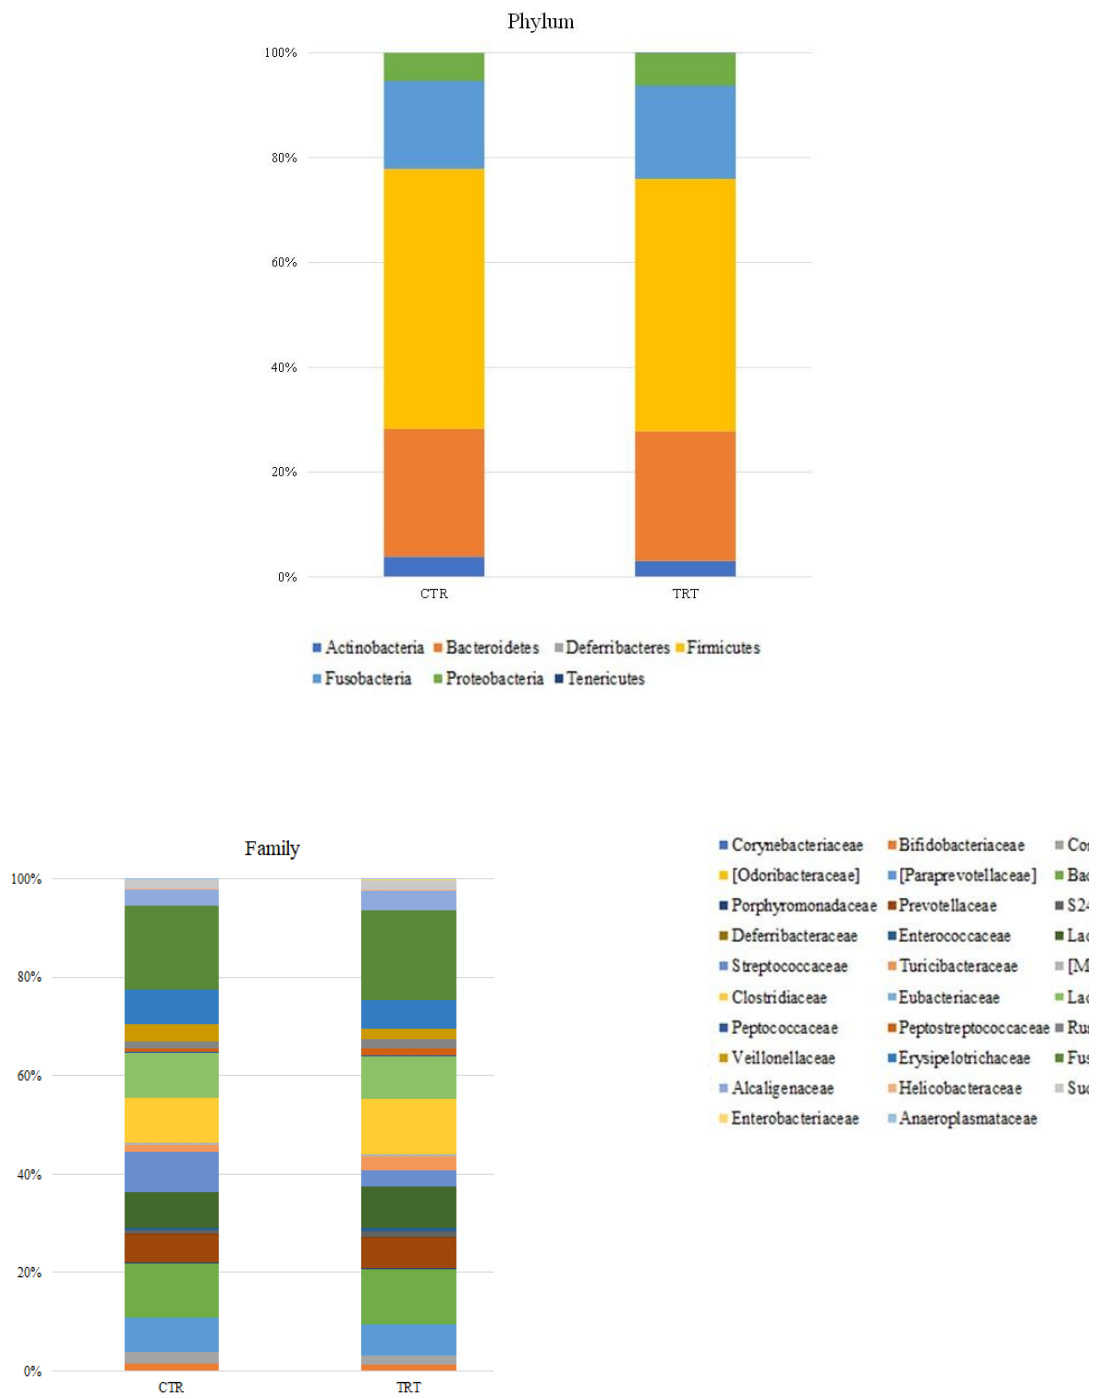 Phylum
100%
80%
60%
40%
20%
0%
CTR TRT
Actinobacteria Bacteroidetes Deferribacteres Firmicutes
Fusobacteria Proteobacteria Tenericutes
Family
100%
80%
60%
40%
20%
0%
CTR TRT
Corynebacteriaceae Bifidobacteriaceae
[Odoribacteraceae] [Paraprevotellaceae]
Porphyromonadaceae Prevotellaceae
Deferribacteraceae Enterococcaceae
Streptococcaceae Turicibacteraceae
Clostridiaceae Eubacteriaceae
Peptococcaceae Peptostreptococcaceae
Veillonellaceae Erysipelotrichaceae
Alcaligenaceae Helicobacteraceae
Enterobacteriaceae Anaeroplasmataceae